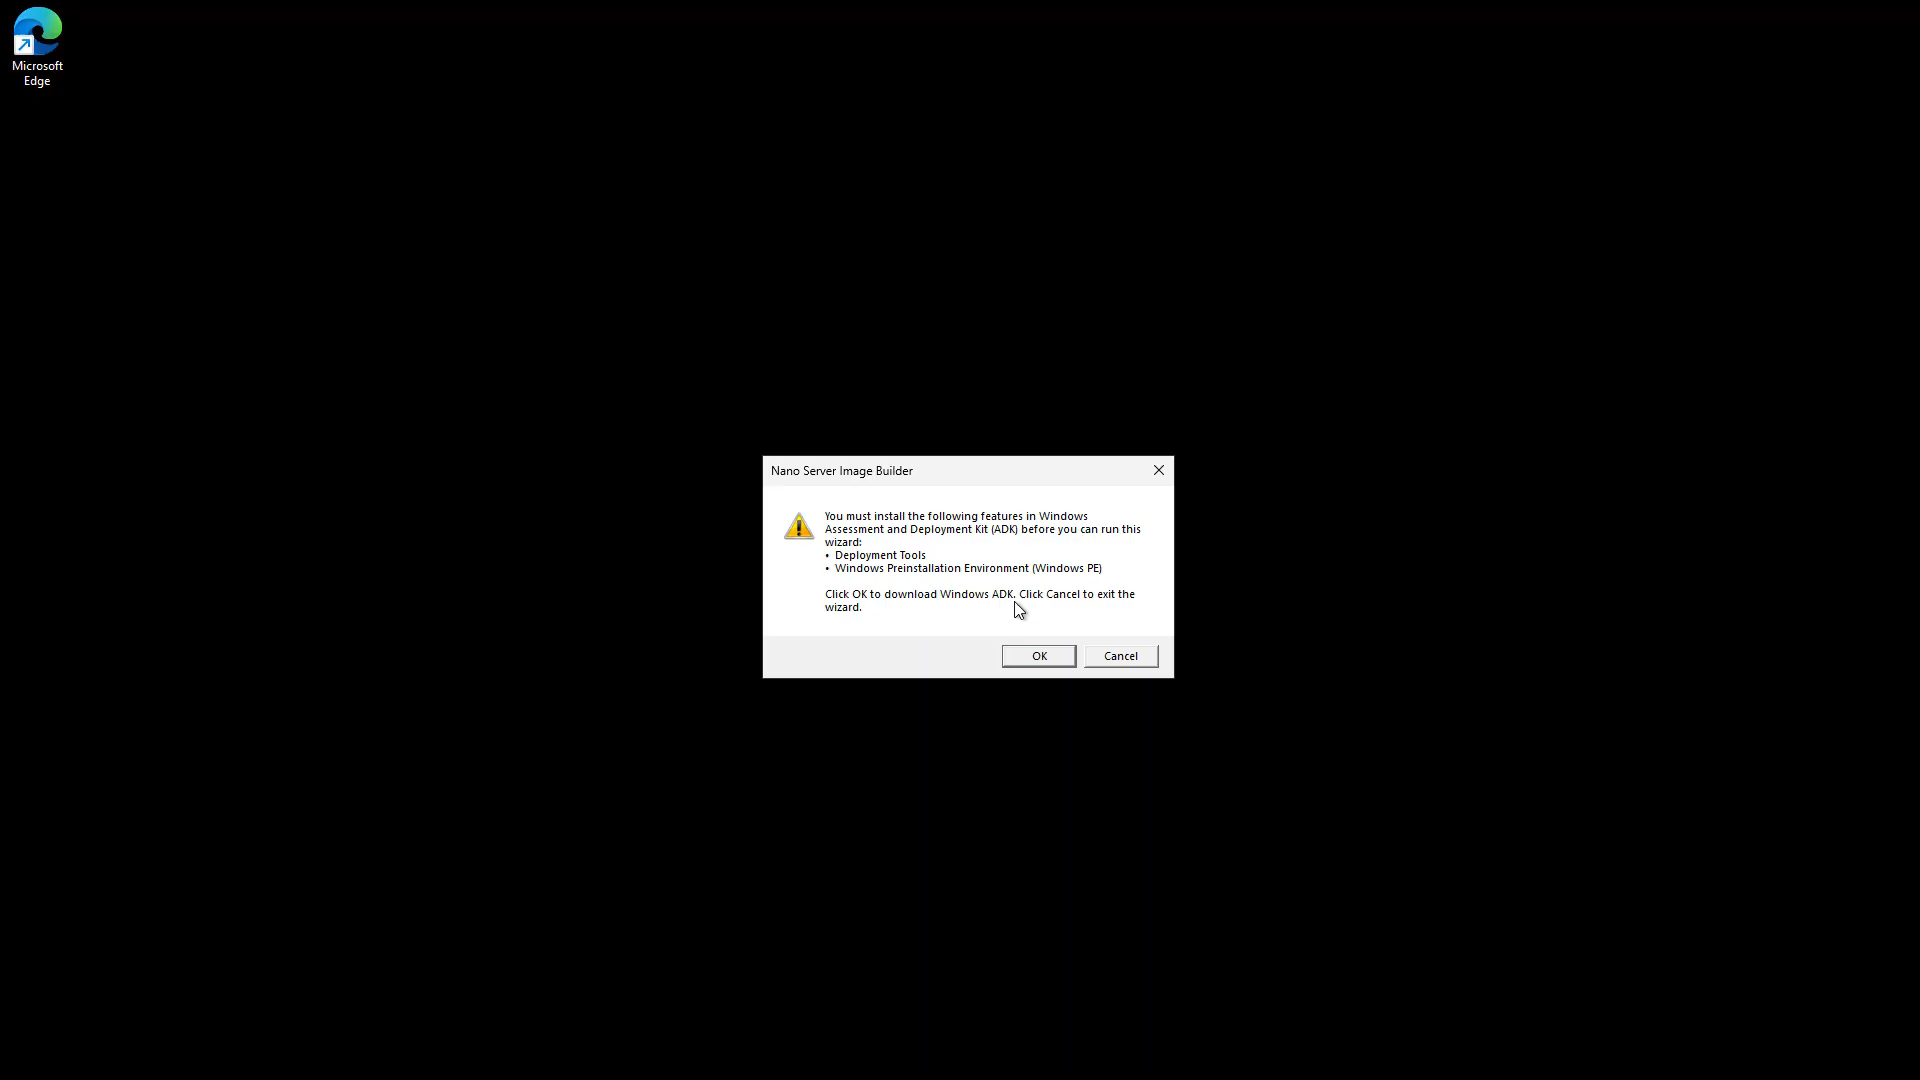 Microsoft
Edge
Nano Server Image Builder
You must install the following features in Windows
Assessment and Deployment Kit (ADK) before you can run this
wizard:
• Deployment Tools
• Windows Preinstallation Environment (Windows PE)
Click OK to download Windows ADK. Click Cancel to exit the
wizard.
OK
Cancel